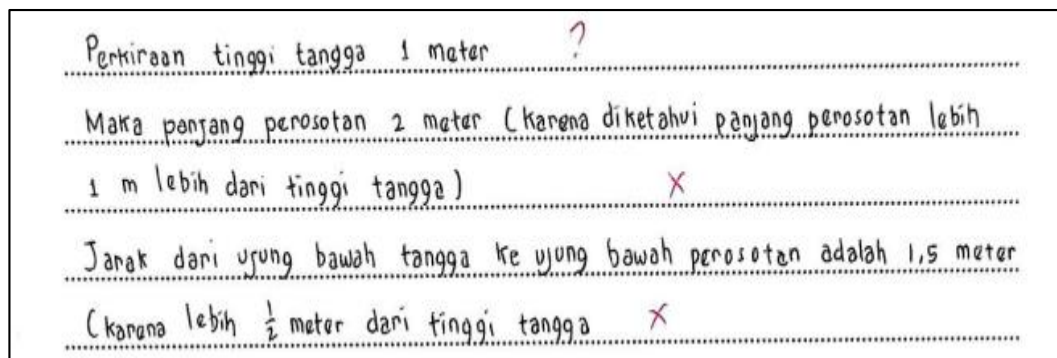 Perkiraan tinggi tangga 1 meter ?
Maka panjang perosotan 2 meter (karena diketahui panjang perosotan lebih
1 m lebih dari tinggi tangga) X
Jarak dari ujung bawah tangga ke ujung bawah perosotan adalah 1,5 meter
(karena lebih 1/2 meter dari tinggi tangga X